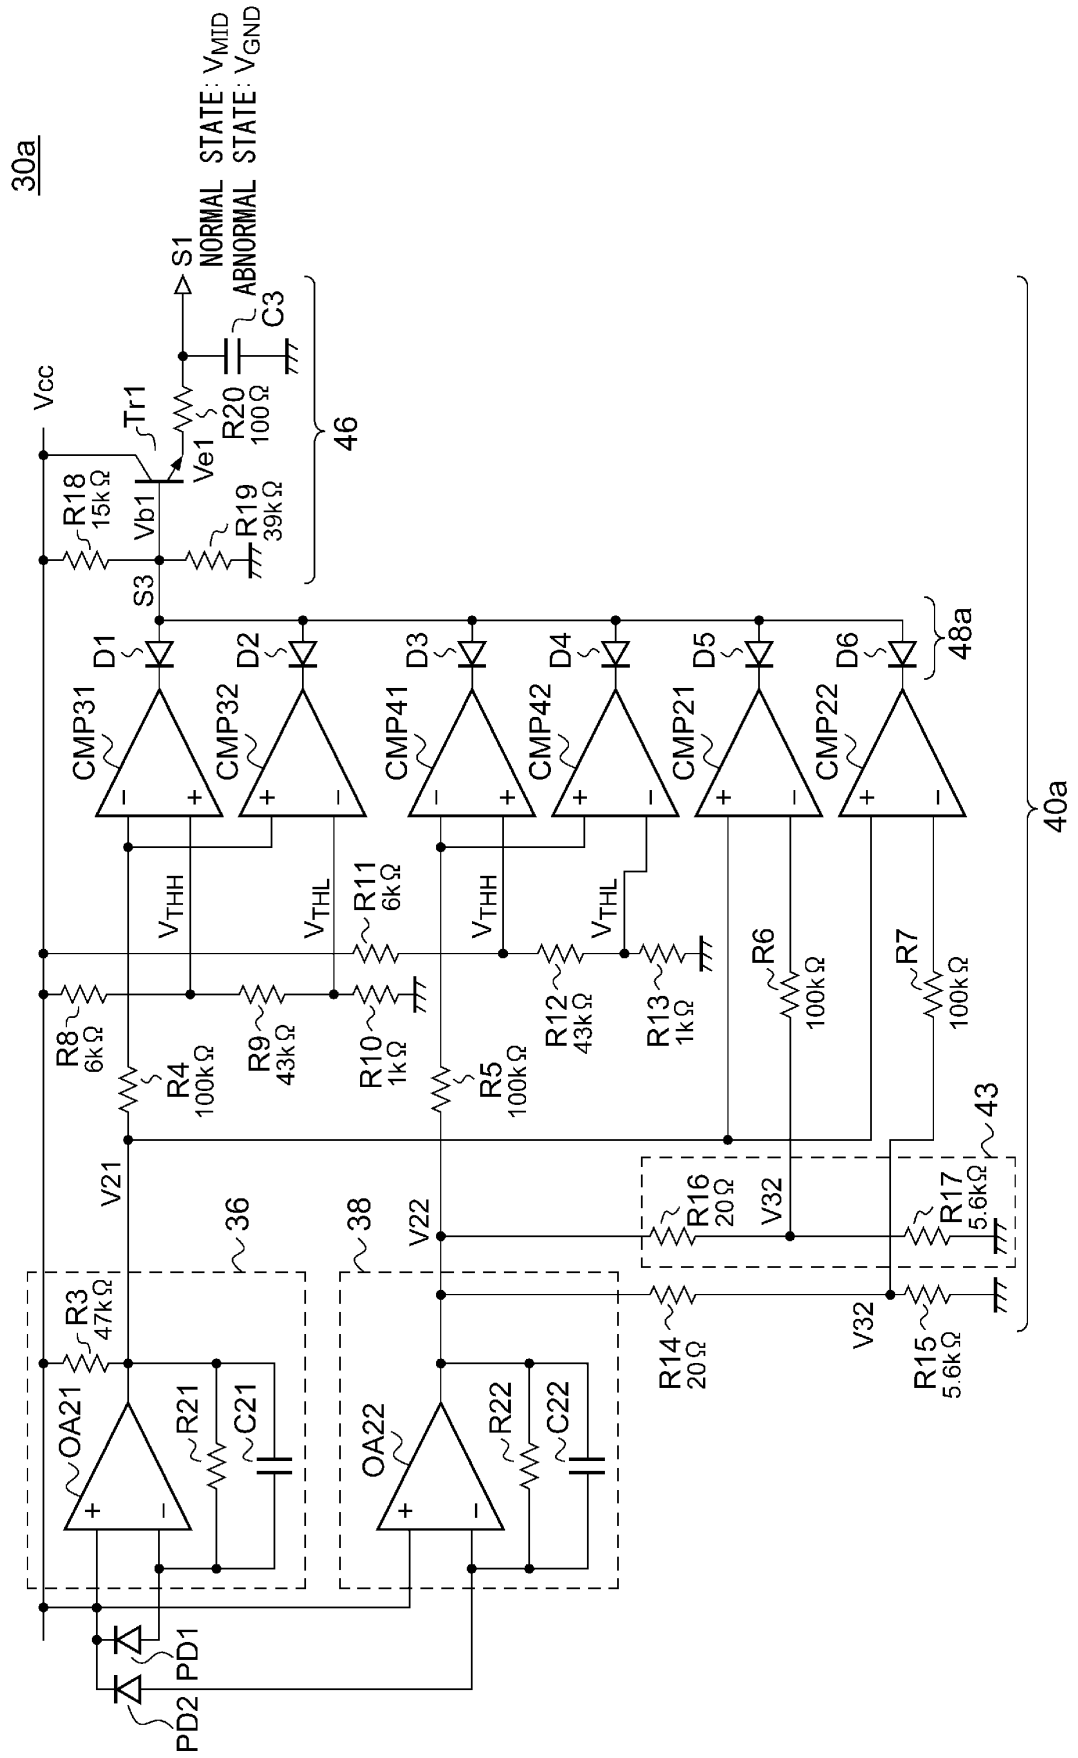 30a
Vcc
NORMAL STATE: VMID
ABNORMAL STATE: VGND
S1
C3
Tr1
R20
100Ω
Ve1
Vb1
R18
15kΩ
R19
39kΩ
S3
46
D1
D2
D3
D4
D5
D6
48a
CMP31
CMP32
CMP41
CMP42
CMP21
CMP22
− +
+ −
− +
+ −
+ −
+ −
40a
VTHH
VTHL
VTHH
VTHL
R11
6kΩ
R8
6kΩ
R9
43kΩ
R10
1kΩ
R12
43kΩ
R13
1kΩ
R6
100kΩ
R7
100kΩ
R4
100kΩ
R5
100kΩ
43
V21
V22
R16
20Ω
V32
R17
5.6kΩ
36
38
R14
20Ω
V32
R15
5.6kΩ
R3
47kΩ
OA21
+ −
R21
C21
OA22
+ −
R22
C22
PD1
PD2